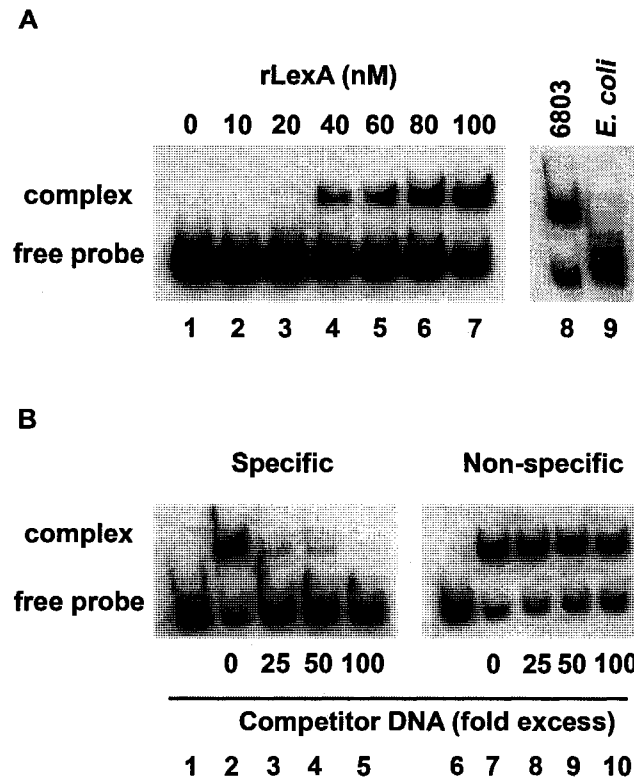 A
rLexA (nM)
0 10 20 40 60 80 100
6803
E. coli
complex
free probe
1 2 3 4 5 6 7 8 9
B
Specific Non-specific
complex
free probe
0 25 50 100 0 25 50 100
Competitor DNA (fold excess)
1 2 3 4 5 6 7 8 9 10